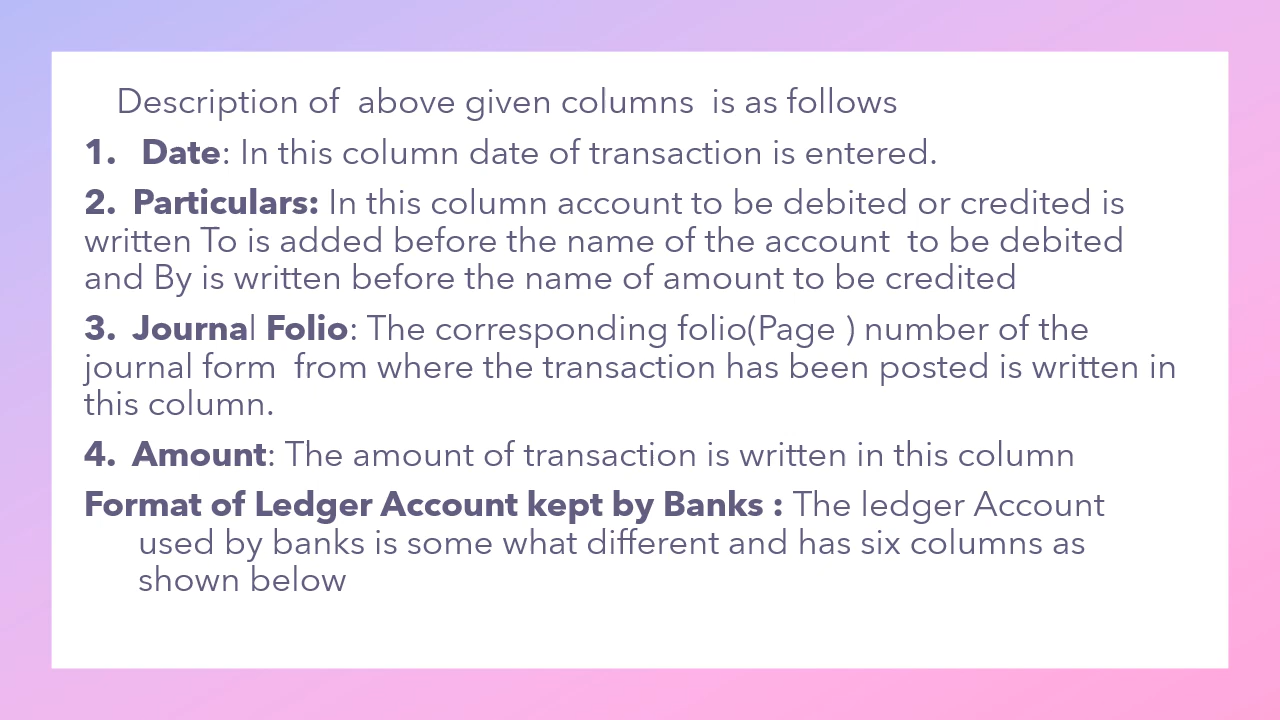 Description of above given columns is as follows
1. Date: In this column date of transaction is entered.
2. Particulars: In this column account to be debited or credited is
written To is added before the name of the account to be debited
and By is written before the name of amount to be credited
3. Journal Folio: The corresponding folio(Page ) number of the
journal form from where the transaction has been posted is written in
this column.
4. Amount: The amount of transaction is written in this column
Format of Ledger Account kept by Banks : The ledger Account
used by banks is some what different and has six columns as
shown below